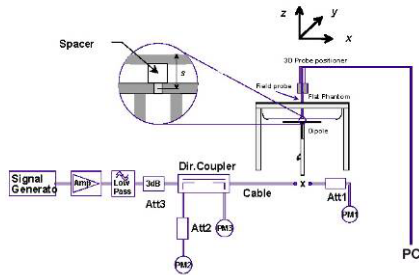 z
y
x
Spacer
s
3D Probe positioner
Field probe
Flat Phantom
Dipole
Signal
Generato
Amp
Low
Pass
3dB
Att3
Dir.Coupler
Cable
x
Att1
PM1
Att2
PM3
PM2
PC